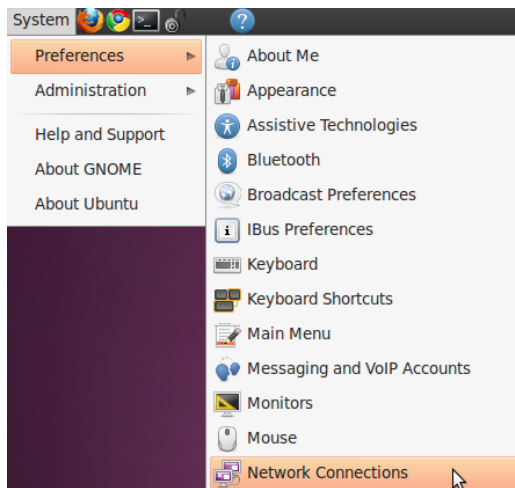 System
Preferences
Administration
Help and Support
About GNOME
About Ubuntu
About Me
Appearance
Assistive Technologies
Bluetooth
Broadcast Preferences
IBus Preferences
Keyboard
Keyboard Shortcuts
Main Menu
Messaging and VoIP Accounts
Monitors
Mouse
Network Connections